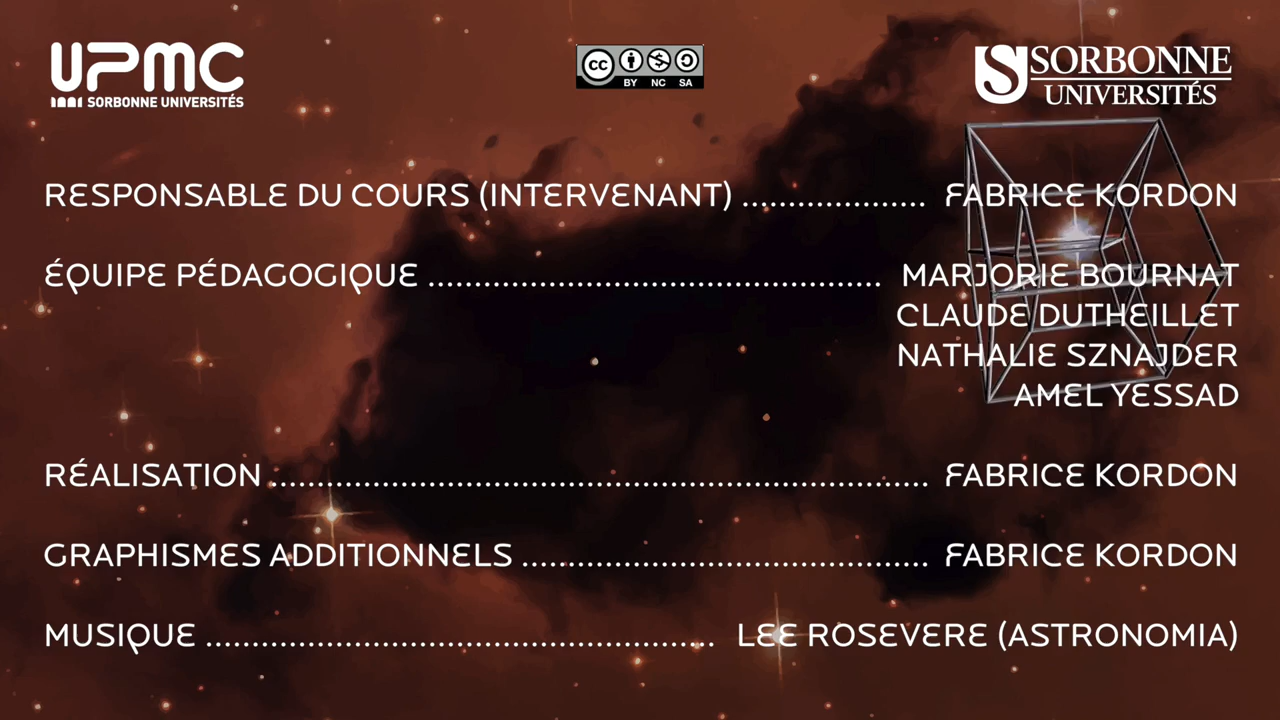 UPMC
SORBONNE UNIVERSITÉS
CC
BY NC SA
SORBONNE
UNIVERSITÉS
RESPONSABLE DU COURS (INTERVENANT) .................... FABRICE KORDON
ÉQUIPE PÉDAGOGIQUE ................................................. MARJORIE BOURNAT
CLAUDE DUTHEILLET
NATHALIE SZNAJDER
AMEL YESSAD
RÉALISATION ....................................................................... FABRICE KORDON
GRAPHISMES ADDITIONNELS ............................................ FABRICE KORDON
MUSIQUE ....................................................... LEE ROSEVERE (ASTRONOMIA)